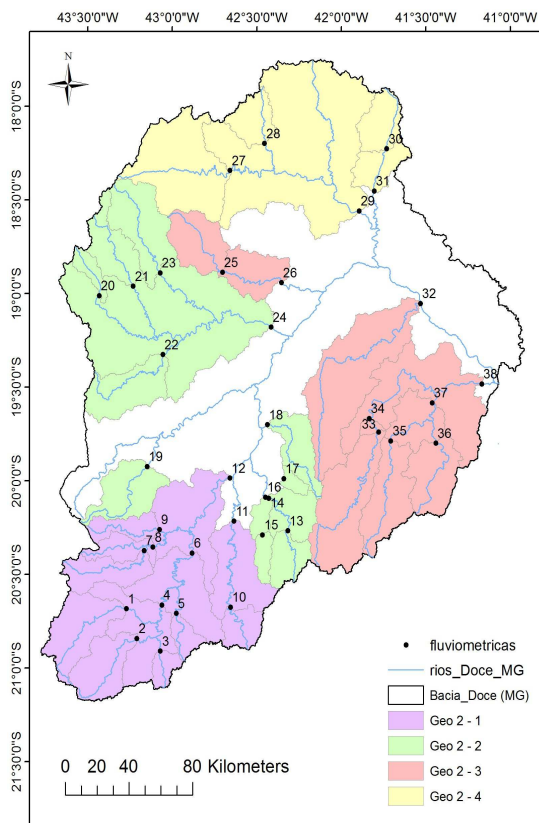 43°30'0"W 43°0'0"W 42°30'0"W 42°0'0"W 41°30'0"W 41°0'0"W
N
18°0'0"S
18°30'0"S
19°0'0"S
19°30'0"S
20°0'0"S
20°30'0"S
21°0'0"S
21°30'0"S
28
30
27
31
29
23
25
21
26
20
32
24
22
38
37
34
18
33
35
36
19
12
17
16
14
11
9
15
13
8
7
6
4
1
10
5
2
3
fluviometricas
rios_Doce_MG
Bacia_Doce (MG)
Geo 2 - 1
Geo 2 - 2
Geo 2 - 3
Geo 2 - 4
0 20 40 80 Kilometers